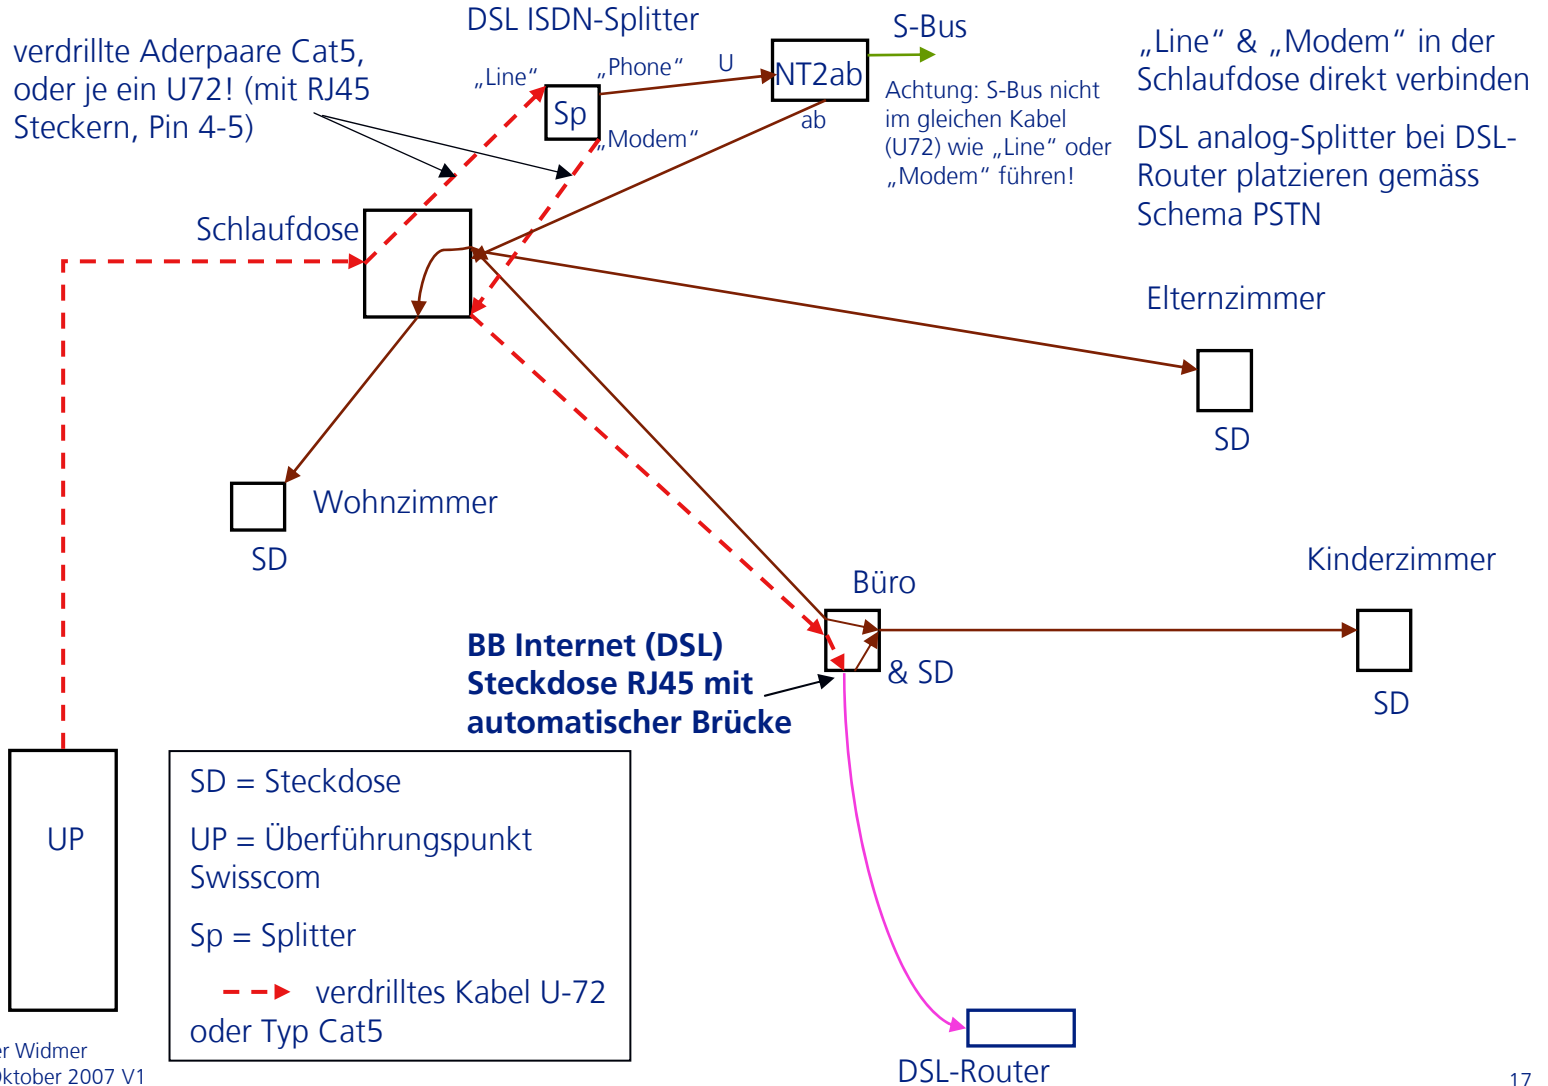 DSL ISDN-Splitter
S-Bus
verdrillte Aderpaare Cat5,
oder je ein U72! (mit RJ45
Steckern, Pin 4-5)
„Line“
„Phone“
U
NT2ab
Sp
ab
„Modem“
Achtung: S-Bus nicht
im gleichen Kabel
(U72) wie „Line“ oder
„Modem“ führen!
„Line“ & „Modem“ in der
Schlaufdose direkt verbinden
DSL analog-Splitter bei DSL-
Router platzieren gemäss
Schema PSTN
Schlaufdose
Elternzimmer
SD
Wohnzimmer
SD
Büro
& SD
Kinderzimmer
SD
BB Internet (DSL)
Steckdose RJ45 mit
automatischer Brücke
UP
SD = Steckdose
UP = Überführungspunkt
Swisscom
Sp = Splitter
verdrilltes Kabel U-72
oder Typ Cat5
DSL-Router
Widmer
2007 V1
17